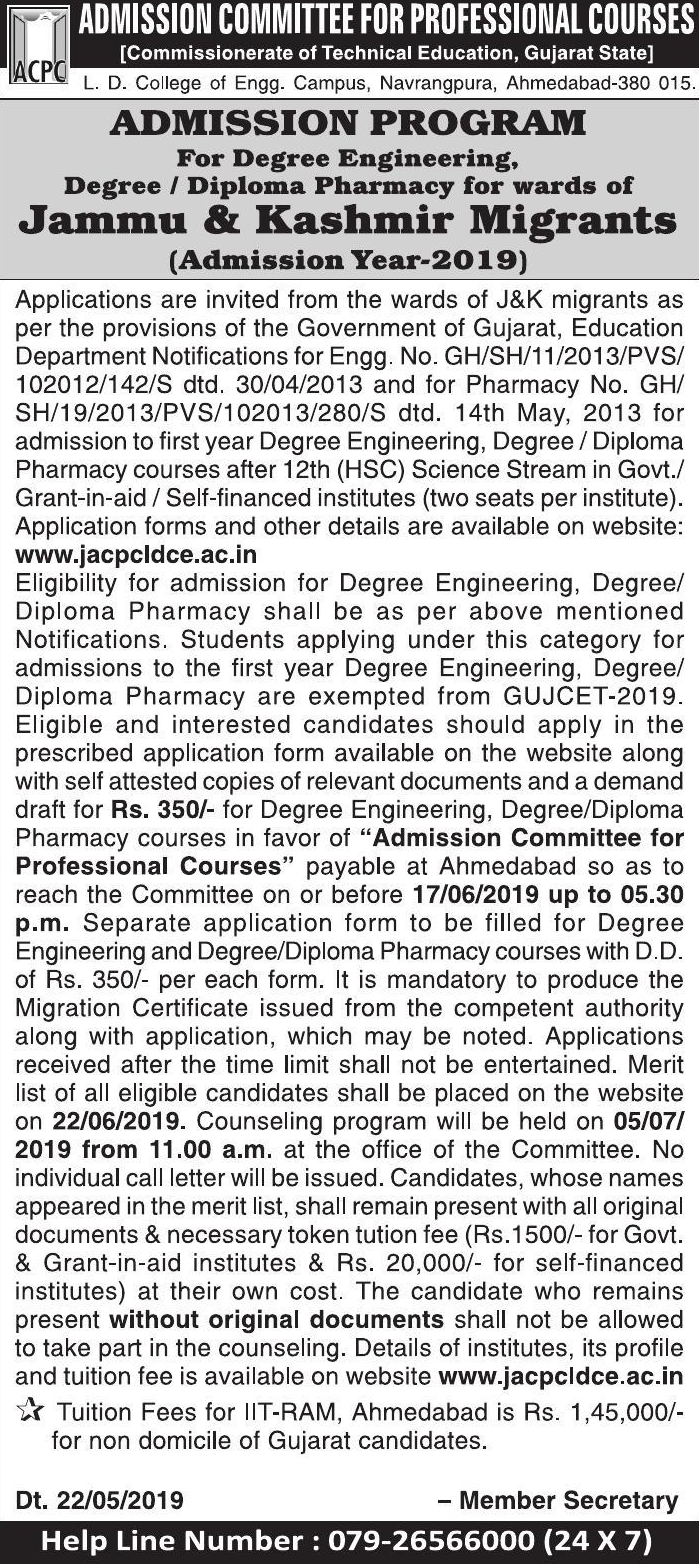 ADMISSION COMMITTEE FOR PROFESSIONAL COURSES
[Commissionerate of Technical Education, Gujarat State]
ACPC
L. D. College of Engg. Campus, Navrangpura, Ahmedabad-380 015.
ADMISSION PROGRAM
For Degree Engineering,
Degree / Diploma Pharmacy for wards of
Jammu & Kashmir Migrants
(Admission Year-2019)
Applications are invited from the wards of J&K migrants as
per the provisions of the Government of Gujarat, Education
Department Notifications for Engg. No. GH/SH/11/2013/PVS/
102012/142/S dtd. 30/04/2013 and for Pharmacy No. GH/
SH/19/2013/PVS/102013/280/S dtd. 14th May, 2013 for
admission to first year Degree Engineering, Degree / Diploma
Pharmacy courses after 12th (HSC) Science Stream in Govt./
Grant-in-aid / Self-financed institutes (two seats per institute).
Application forms and other details are available on website:
www.jacpcldce.ac.in
Eligibility for admission for Degree Engineering, Degree/
Diploma Pharmacy shall be as per above mentioned
Notifications. Students applying under this category for
admissions to the first year Degree Engineering, Degree/
Diploma Pharmacy are exempted from GUJCET-2019.
Eligible and interested candidates should apply in the
prescribed application form available on the website along
with self attested copies of relevant documents and a demand
draft for Rs. 350/- for Degree Engineering, Degree/Diploma
Pharmacy courses in favor of “Admission Committee for
Professional Courses” payable at Ahmedabad so as to
reach the Committee on or before 17/06/2019 up to 05.30
p.m. Separate application form to be filled for Degree
Engineering and Degree/Diploma Pharmacy courses with D.D.
of Rs. 350/- per each form. It is mandatory to produce the
Migration Certificate issued from the competent authority
along with application, which may be noted. Applications
received after the time limit shall not be entertained. Merit
list of all eligible candidates shall be placed on the website
on 22/06/2019. Counseling program will be held on 05/07/
2019 from 11.00 a.m. at the office of the Committee. No
individual call letter will be issued. Candidates, whose names
appeared in the merit list, shall remain present with all original
documents & necessary token tution fee (Rs.1500/- for Govt.
& Grant-in-aid institutes & Rs. 20,000/- for self-financed
institutes) at their own cost. The candidate who remains
present without original documents shall not be allowed
to take part in the counseling. Details of institutes, its profile
and tuition fee is available on website www.jacpcldce.ac.in
☆ Tuition Fees for IIT-RAM, Ahmedabad is Rs. 1,45,000/-
for non domicile of Gujarat candidates.
Dt. 22/05/2019 – Member Secretary
Help Line Number : 079-26566000 (24 X 7)